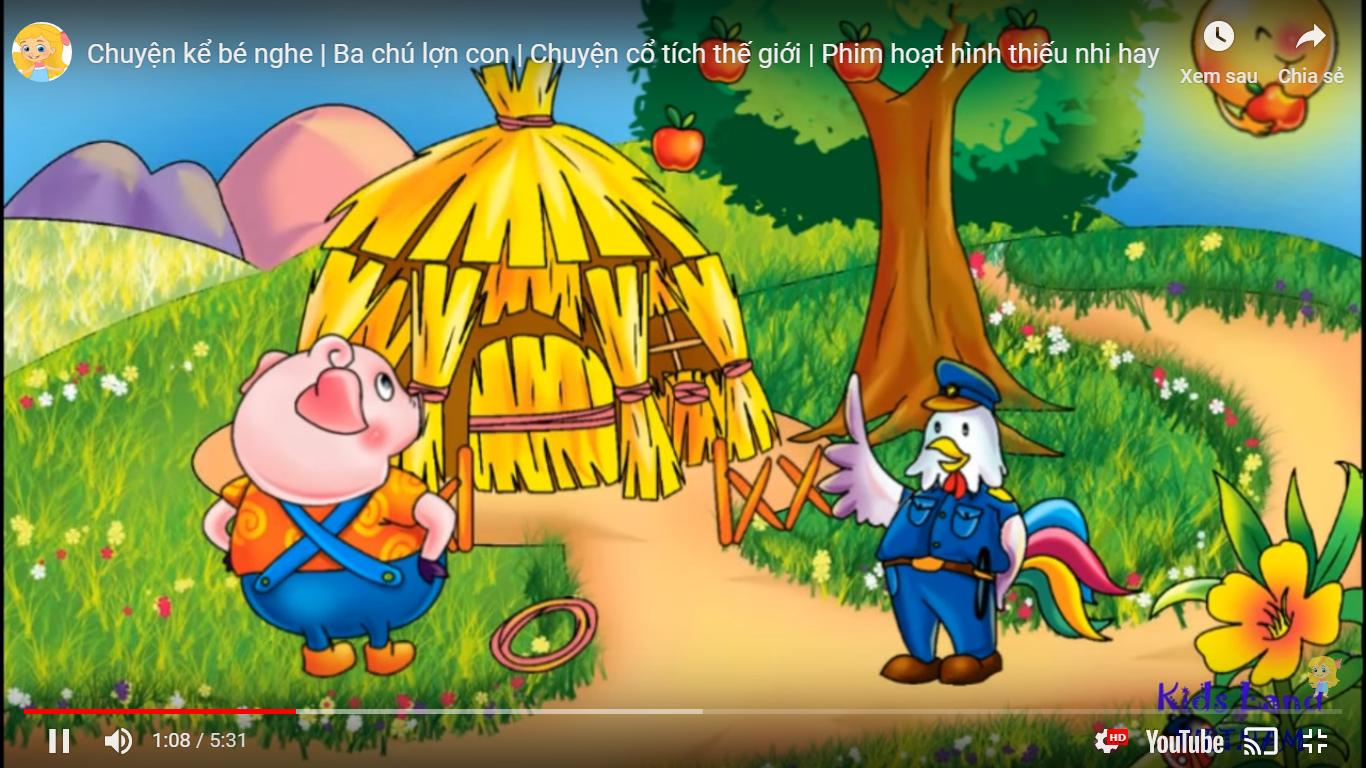 Chuyện kể bé nghe | Ba chú lợn con | Chuyện cổ tích thế giới | Phim hoạt hình thiếu nhi hay
Xem sau Chia sẻ
Kids Land
1:08 / 5:31
HD
YouTube